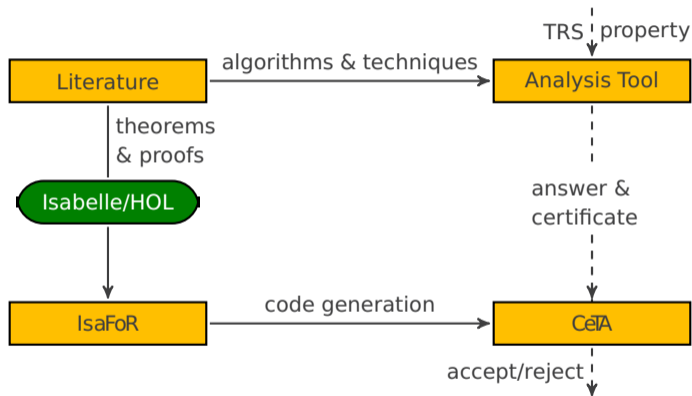 TRS property
Literature
algorithms & techniques
Analysis Tool
theorems
& proofs
Isabelle/HOL
answer &
certificate
IsaFoR
code generation
CeTA
accept/reject